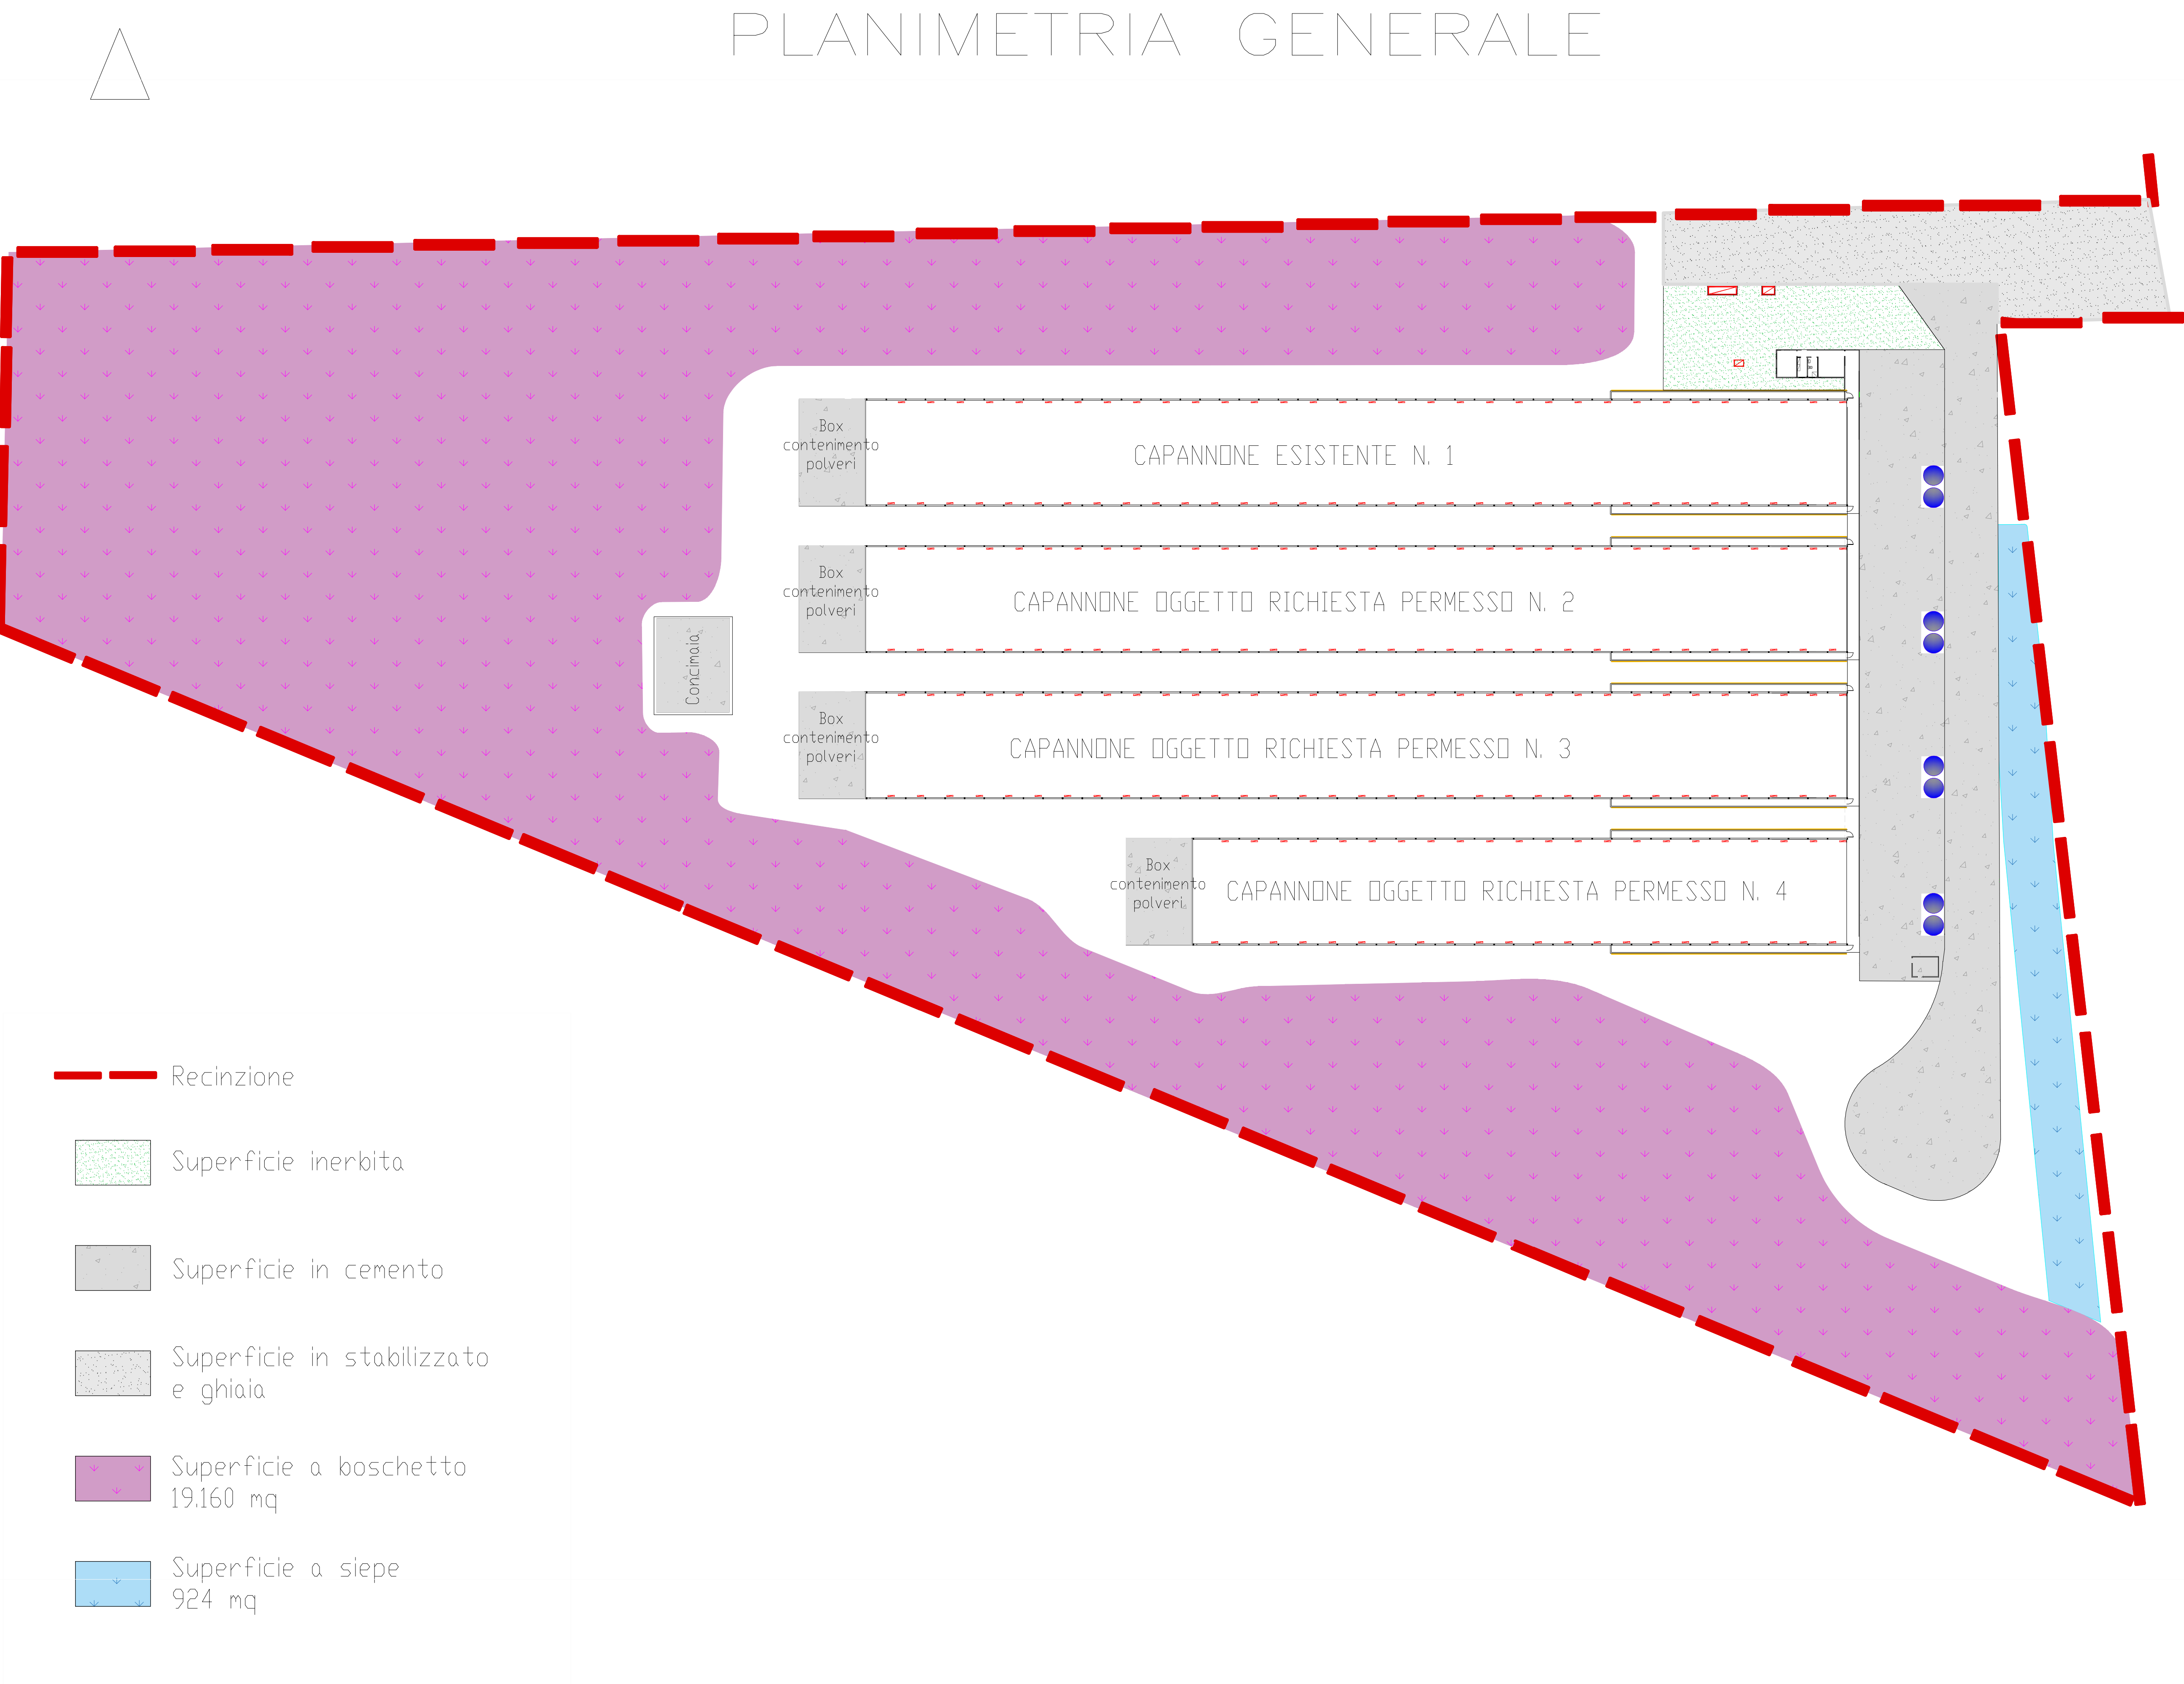 PLANIMETRIA GENERALE
Box
contenimento
polveri
CAPANNONE ESISTENTE N. 1
Box
contenimento
polveri
CAPANNONE OGGETTO RICHIESTA PERMESSO N. 2
Concimaia
Box
contenimento
polveri
CAPANNONE OGGETTO RICHIESTA PERMESSO N. 3
Box
contenimento
polveri
CAPANNONE OGGETTO RICHIESTA PERMESSO N. 4
Recinzione
Superficie inerbita
Superficie in cemento
Superficie in stabilizzato
e ghiaia
Superficie a boschetto
19.160 mq
Superficie a siepe
924 mq